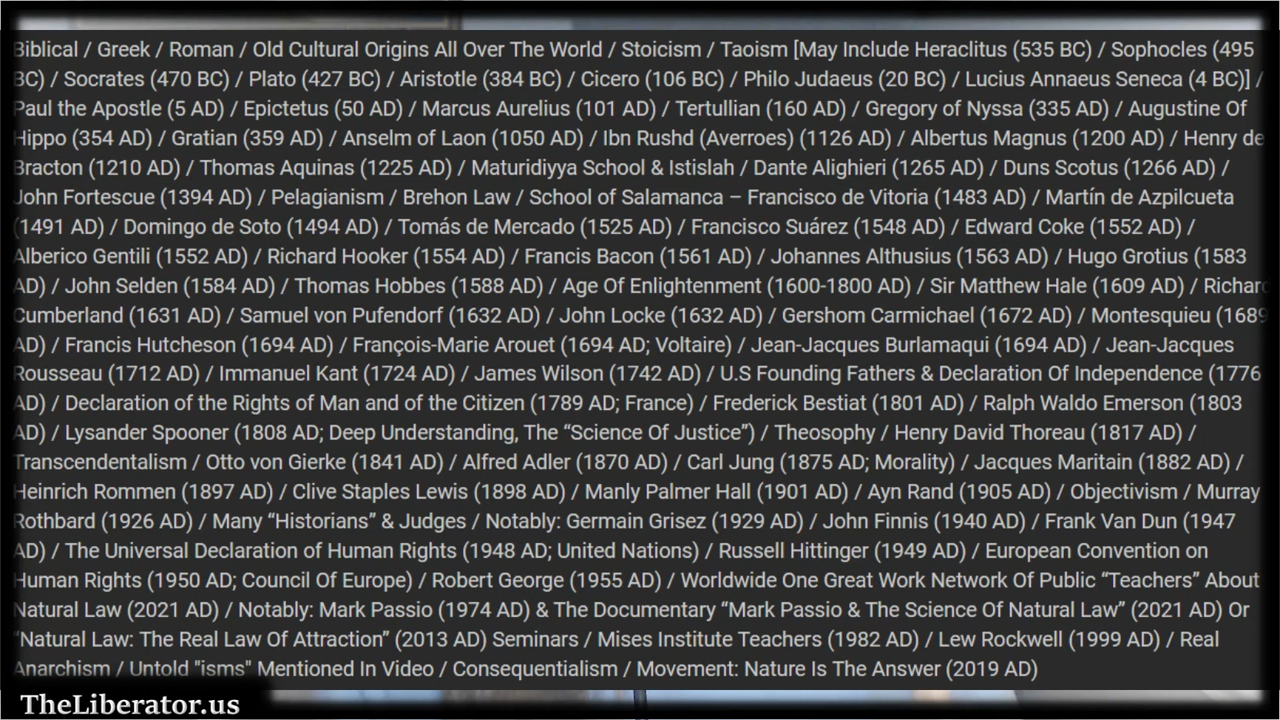 Biblical / Greek / Roman / Old Cultural Origins All Over The World / Stoicism / Taoism [May Include Heraclitus (535 BC) / Sophocles (495
BC) / Socrates (470 BC) / Plato (427 BC) / Aristotle (384 BC) / Cicero (106 BC) / Philo Judaeus (20 BC) / Lucius Annaeus Seneca (4 BC)] /
Paul the Apostle (5 AD) / Epictetus (50 AD) / Marcus Aurelius (101 AD) / Tertullian (160 AD) / Gregory of Nyssa (335 AD) / Augustine Of
Hippo (354 AD) / Gratian (359 AD) / Anselm of Laon (1050 AD) / Ibn Rushd (Averroes) (1126 AD) / Albertus Magnus (1200 AD) / Henry de
Bracton (1210 AD) / Thomas Aquinas (1225 AD) / Maturidiyya School & Istislah / Dante Alighieri (1265 AD) / Duns Scotus (1266 AD) /
John Fortescue (1394 AD) / Pelagianism / Brehon Law / School of Salamanca – Francisco de Vitoria (1483 AD) / Martín de Azpilcueta
(1491 AD) / Domingo de Soto (1494 AD) / Tomás de Mercado (1525 AD) / Francisco Suárez (1548 AD) / Edward Coke (1552 AD) /
Alberico Gentili (1552 AD) / Richard Hooker (1554 AD) / Francis Bacon (1561 AD) / Johannes Althusius (1563 AD) / Hugo Grotius (1583
AD) / John Selden (1584 AD) / Thomas Hobbes (1588 AD) / Age Of Enlightenment (1600-1800 AD) / Sir Matthew Hale (1609 AD) / Richard
Cumberland (1631 AD) / Samuel von Pufendorf (1632 AD) / John Locke (1632 AD) / Gershom Carmichael (1672 AD) / Montesquieu (1689
AD) / Francis Hutcheson (1694 AD) / François-Marie Arouet (1694 AD; Voltaire) / Jean-Jacques Burlamaqui (1694 AD) / Jean-Jacques
Rousseau (1712 AD) / Immanuel Kant (1724 AD) / James Wilson (1742 AD) / U.S Founding Fathers & Declaration Of Independence (1776
AD) / Declaration of the Rights of Man and of the Citizen (1789 AD; France) / Frederick Bestiat (1801 AD) / Ralph Waldo Emerson (1803
AD) / Lysander Spooner (1808 AD; Deep Understanding, The “Science Of Justice”) / Theosophy / Henry David Thoreau (1817 AD) /
Transcendentalism / Otto von Gierke (1841 AD) / Alfred Adler (1870 AD) / Carl Jung (1875 AD; Morality) / Jacques Maritain (1882 AD) /
Heinrich Rommen (1897 AD) / Clive Staples Lewis (1898 AD) / Manly Palmer Hall (1901 AD) / Ayn Rand (1905 AD) / Objectivism / Murray
Rothbard (1926 AD) / Many “Historians” & Judges / Notably: Germain Grisez (1929 AD) / John Finnis (1940 AD) / Frank Van Dun (1947
AD) / The Universal Declaration of Human Rights (1948 AD; United Nations) / Russell Hittinger (1949 AD) / European Convention on
Human Rights (1950 AD; Council Of Europe) / Robert George (1955 AD) / Worldwide One Great Work Network Of Public “Teachers” About
Natural Law (2021 AD) / Notably: Mark Passio (1974 AD) & The Documentary “Mark Passio & The Science Of Natural Law” (2021 AD) Or
“Natural Law: The Real Law Of Attraction” (2013 AD) Seminars / Mises Institute Teachers (1982 AD) / Lew Rockwell (1999 AD) / Real
Anarchism / Untold "isms" Mentioned In Video / Consequentialism / Movement: Nature Is The Answer (2019 AD)
TheLiberator.us